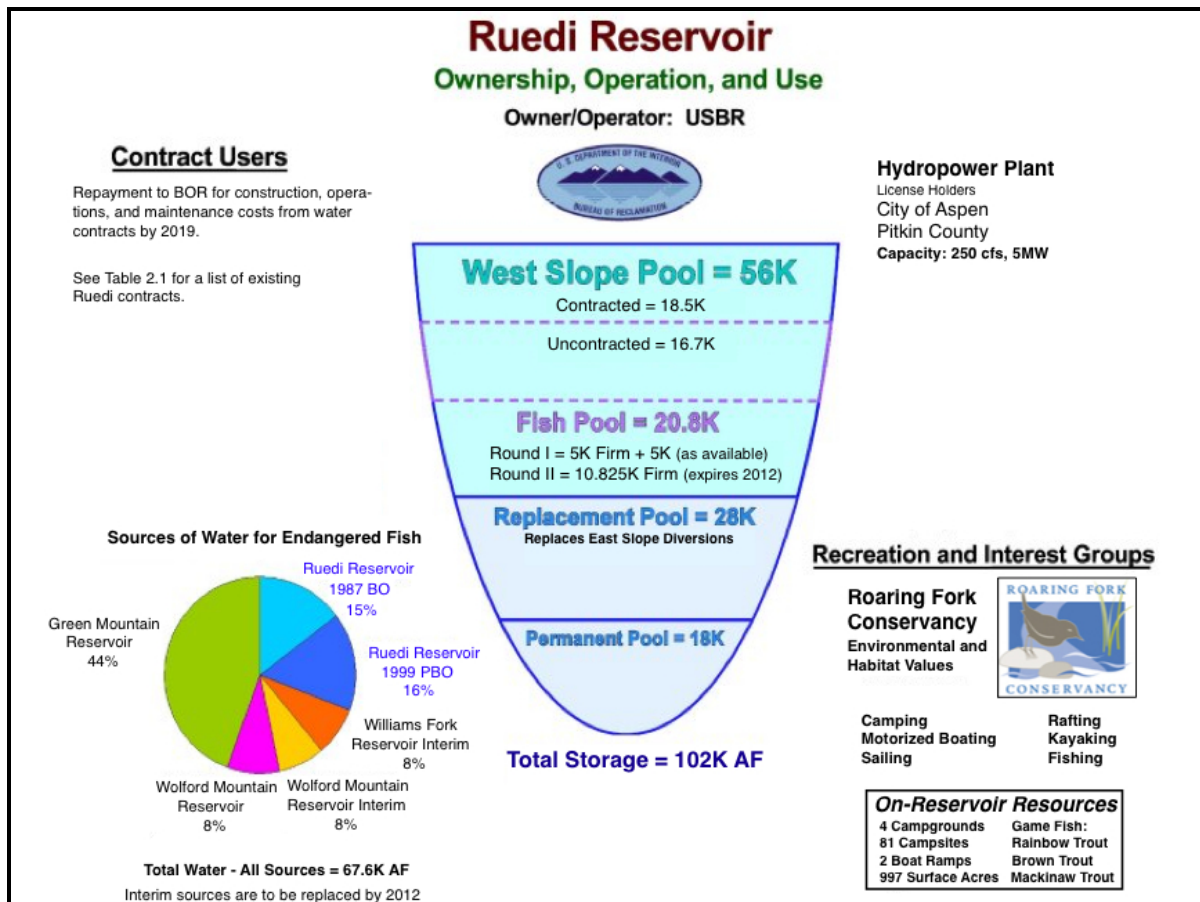 Ruedi Reservoir
Ownership, Operation, and Use
Owner/Operator: USBR
U. S. DEPARTMENT OF THE INTERIOR
BUREAU OF RECLAMATION
Contract Users
Repayment to BOR for construction, opera-
tions, and maintenance costs from water
contracts by 2019.
See Table 2.1 for a list of existing
Ruedi contracts.
Hydropower Plant
License Holders
City of Aspen
Pitkin County
Capacity: 250 cfs, 5MW
West Slope Pool = 56K
Contracted = 18.5K
Uncontracted = 16.7K
Fish Pool = 20.8K
Round I = 5K Firm + 5K (as available)
Round II = 10.825K Firm (expires 2012)
Replacement Pool = 28K
Replaces East Slope Diversions
Permanent Pool = 18K
Total Storage = 102K AF
Sources of Water for Endangered Fish
Ruedi Reservoir
1987 BO
15%
Ruedi Reservoir
1999 PBO
16%
Williams Fork
Reservoir Interim
8%
Wolford Mountain
Reservoir Interim
8%
Wolford Mountain
Reservoir
8%
Green Mountain
Reservoir
44%
Total Water - All Sources = 67.6K AF
Interim sources are to be replaced by 2012
Recreation and Interest Groups
Roaring Fork
Conservancy
Environmental and
Habitat Values
ROARING FORK
CONSERVANCY
Camping
Motorized Boating
Sailing
Rafting
Kayaking
Fishing
On-Reservoir Resources
4 Campgrounds
81 Campsites
2 Boat Ramps
997 Surface Acres
Game Fish:
Rainbow Trout
Brown Trout
Mackinaw Trout